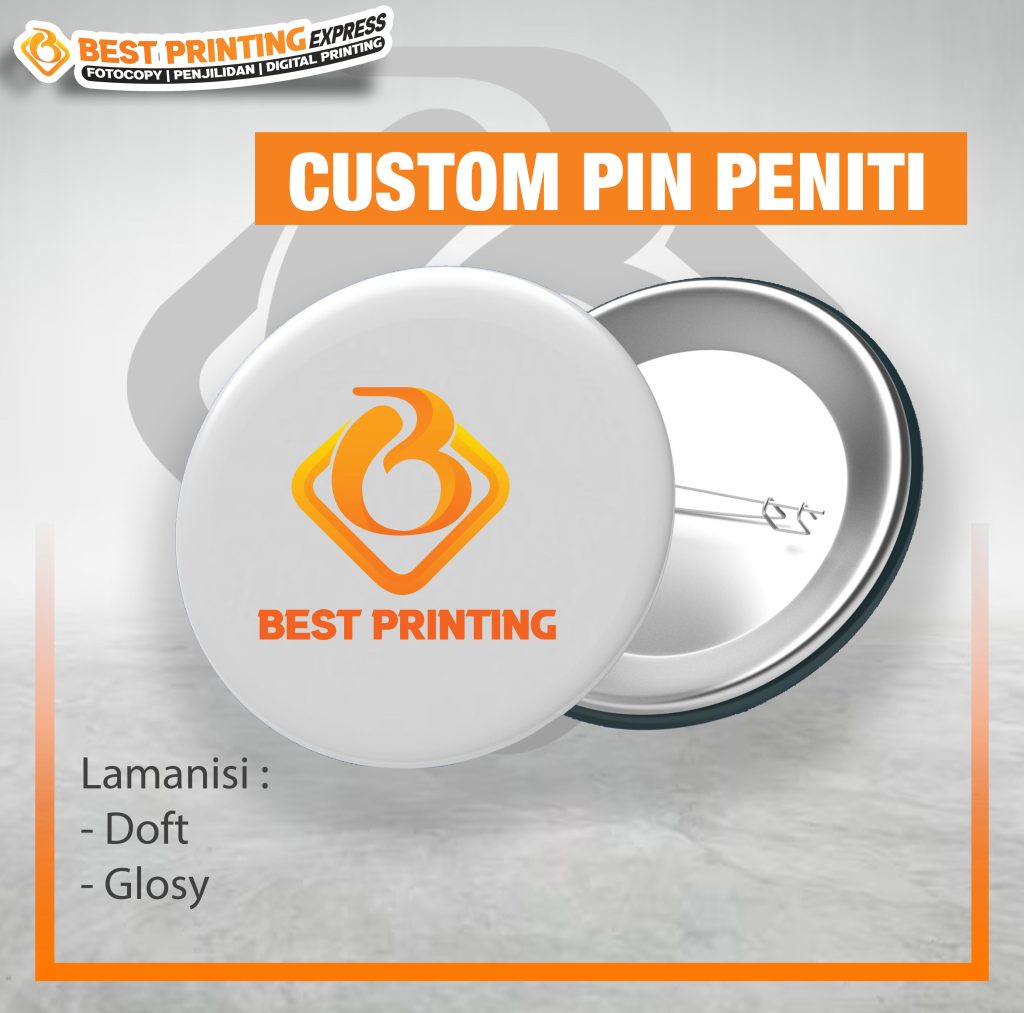 BEST PRINTING EXPRESS
FOTOCOPY | PENJILIDAN | DIGITAL PRINTING
CUSTOM PIN PENITI
BEST PRINTING
Lamanisi :
- Doft
- Glosy